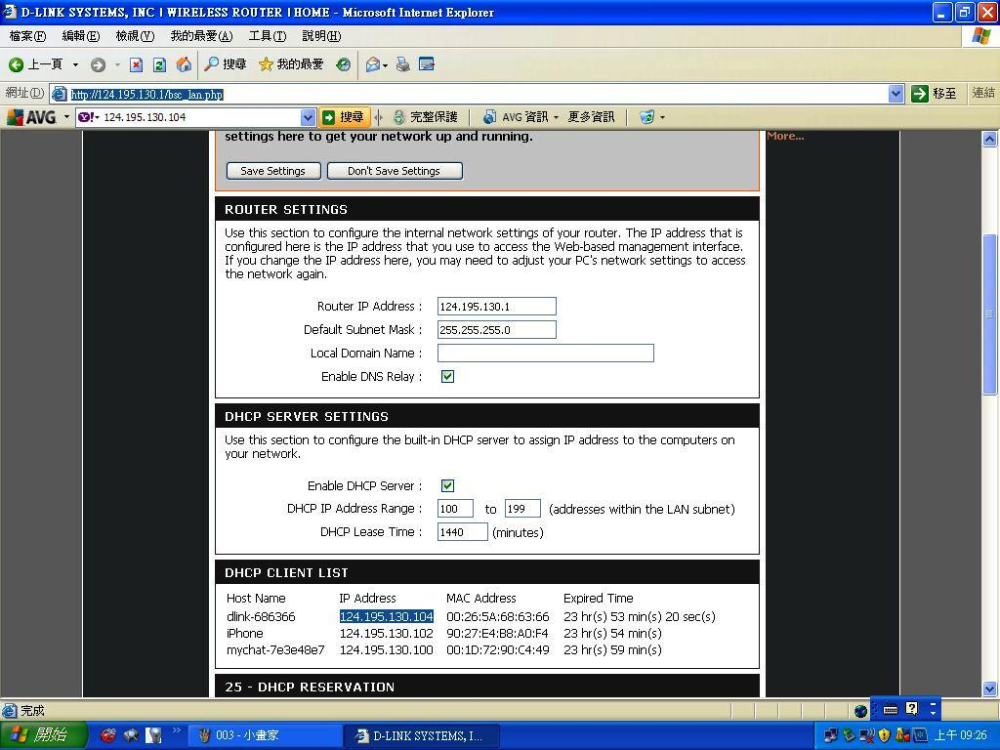 D-LINK SYSTEMS, INC | WIRELESS ROUTER | HOME - Microsoft Internet Explorer
檔案(F) 編輯(E) 檢視(V) 我的最愛(A) 工具(T) 說明(H)
上一頁 搜尋 我的最愛
網址(D) http://124.195.130.1/bsc_lan.php 移至 連結
AVG Y! 124.195.130.104 搜尋 完整保護 AVG 資訊 更多資訊
settings here to get your network up and running.
More...
Save Settings Don't Save Settings
ROUTER SETTINGS
Use this section to configure the internal network settings of your router. The IP address that is
configured here is the IP address that you use to access the Web-based management interface.
If you change the IP address here, you may need to adjust your PC's network settings to access
the network again.
Router IP Address : 124.195.130.1
Default Subnet Mask : 255.255.255.0
Local Domain Name :
Enable DNS Relay :
DHCP SERVER SETTINGS
Use this section to configure the built-in DHCP server to assign IP address to the computers on
your network.
Enable DHCP Server :
DHCP IP Address Range : 100 to 199 (addresses within the LAN subnet)
DHCP Lease Time : 1440 (minutes)
DHCP CLIENT LIST
Host Name IP Address MAC Address Expired Time
dlink-686366 124.195.130.104 00:26:5A:68:63:66 23 hr(s) 53 min(s) 20 sec(s)
iPhone 124.195.130.102 90:27:E4:B8:A0:F4 23 hr(s) 54 min(s)
mychat-7e3e48e7 124.195.130.100 00:1D:72:90:C4:49 23 hr(s) 59 min(s)
25 - DHCP RESERVATION
完成
開始 003 - 小畫家 D-LINK SYSTEMS, I... 上午 09:26